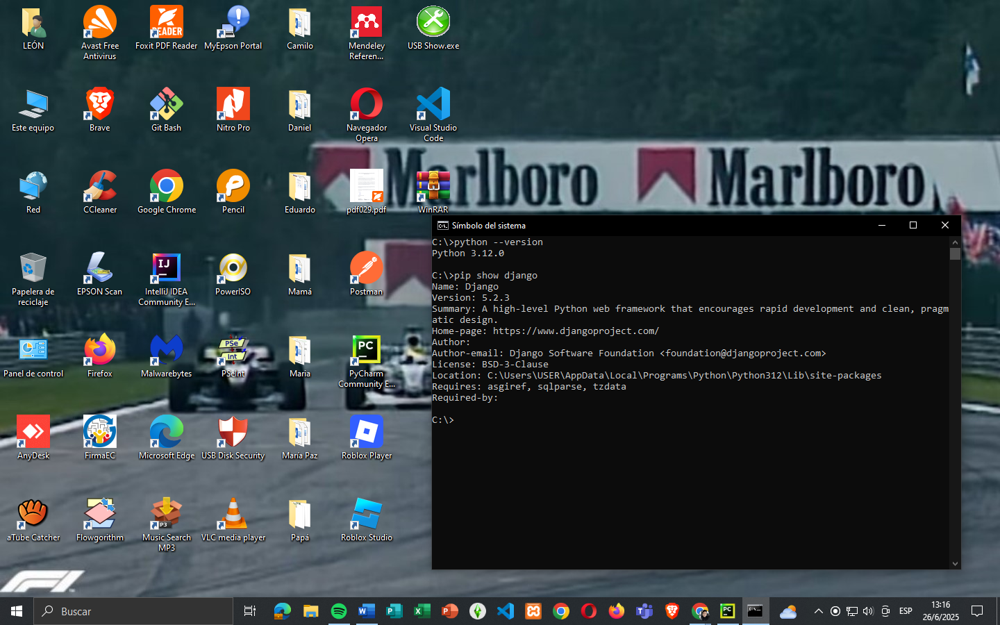 LEÓN
Avast Free
Antivirus
READER
Foxit PDF Reader
MyEpson Portal
Camilo
Mendeley
Referen...
USB Show.exe
Este equipo
Brave
Git Bash
Nitro Pro
Daniel
Navegador
Opera
Visual Studio
Code
Marlboro
Marlboro
Red
CCleaner
Google Chrome
Pencil
Eduardo
pdf029.pdf
WinRAR
Papelera de
reciclaje
EPSON Scan
IJ
IntelliJ IDEA
Community E...
PowerISO
Mamá
Postman
Panel de control
Firefox
Malwarebytes
PSe
Int
PSeInt
Maria
PC
PyCharm
Community E...
AnyDesk
FirmaEC
Microsoft Edge
USB Disk Security
María Paz
Roblox Player
aTube Catcher
Flowgorithm
P3
Music Search
MP3
VLC media player
Papá
Roblox Studio
F1
Símbolo del sistema
C:\>python --version
Python 3.12.0
C:\>pip show django
Name: Django
Version: 5.2.3
Summary: A high-level Python web framework that encourages rapid development and clean, pragm
atic design.
Home-page: https://www.djangoproject.com/
Author:
Author-email: Django Software Foundation <foundation@djangoproject.com>
License: BSD-3-Clause
Location: C:\Users\USER\AppData\Local\Programs\Python\Python312\Lib\site-packages
Requires: asgiref, sqlparse, tzdata
Required-by:
C:\>
Buscar
ESP
13:16
26/6/2025